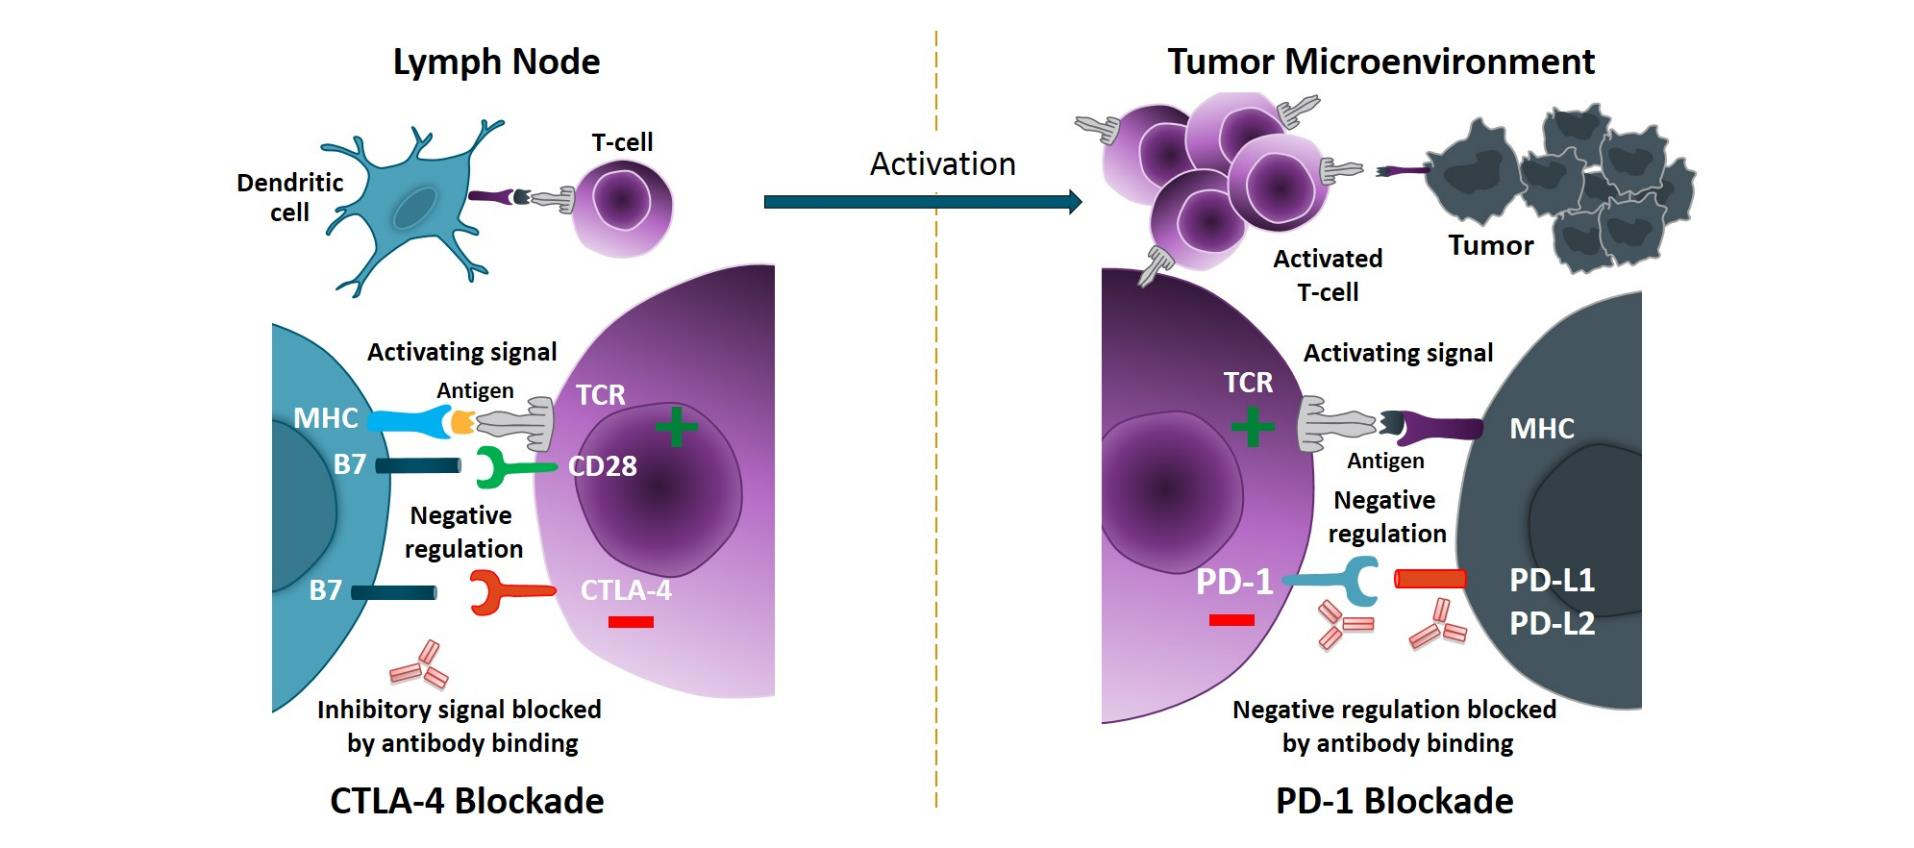 Lymph Node
Dendritic
cell
T-cell
Activating signal
Antigen
MHC
TCR
B7
CD28
Negative
regulation
B7
CTLA-4
Inhibitory signal blocked
by antibody binding
CTLA-4 Blockade
Activation
Tumor Microenvironment
Activated
T-cell
Tumor
Activating signal
TCR
MHC
Antigen
Negative
regulation
PD-1
PD-L1
PD-L2
Negative regulation blocked
by antibody binding
PD-1 Blockade